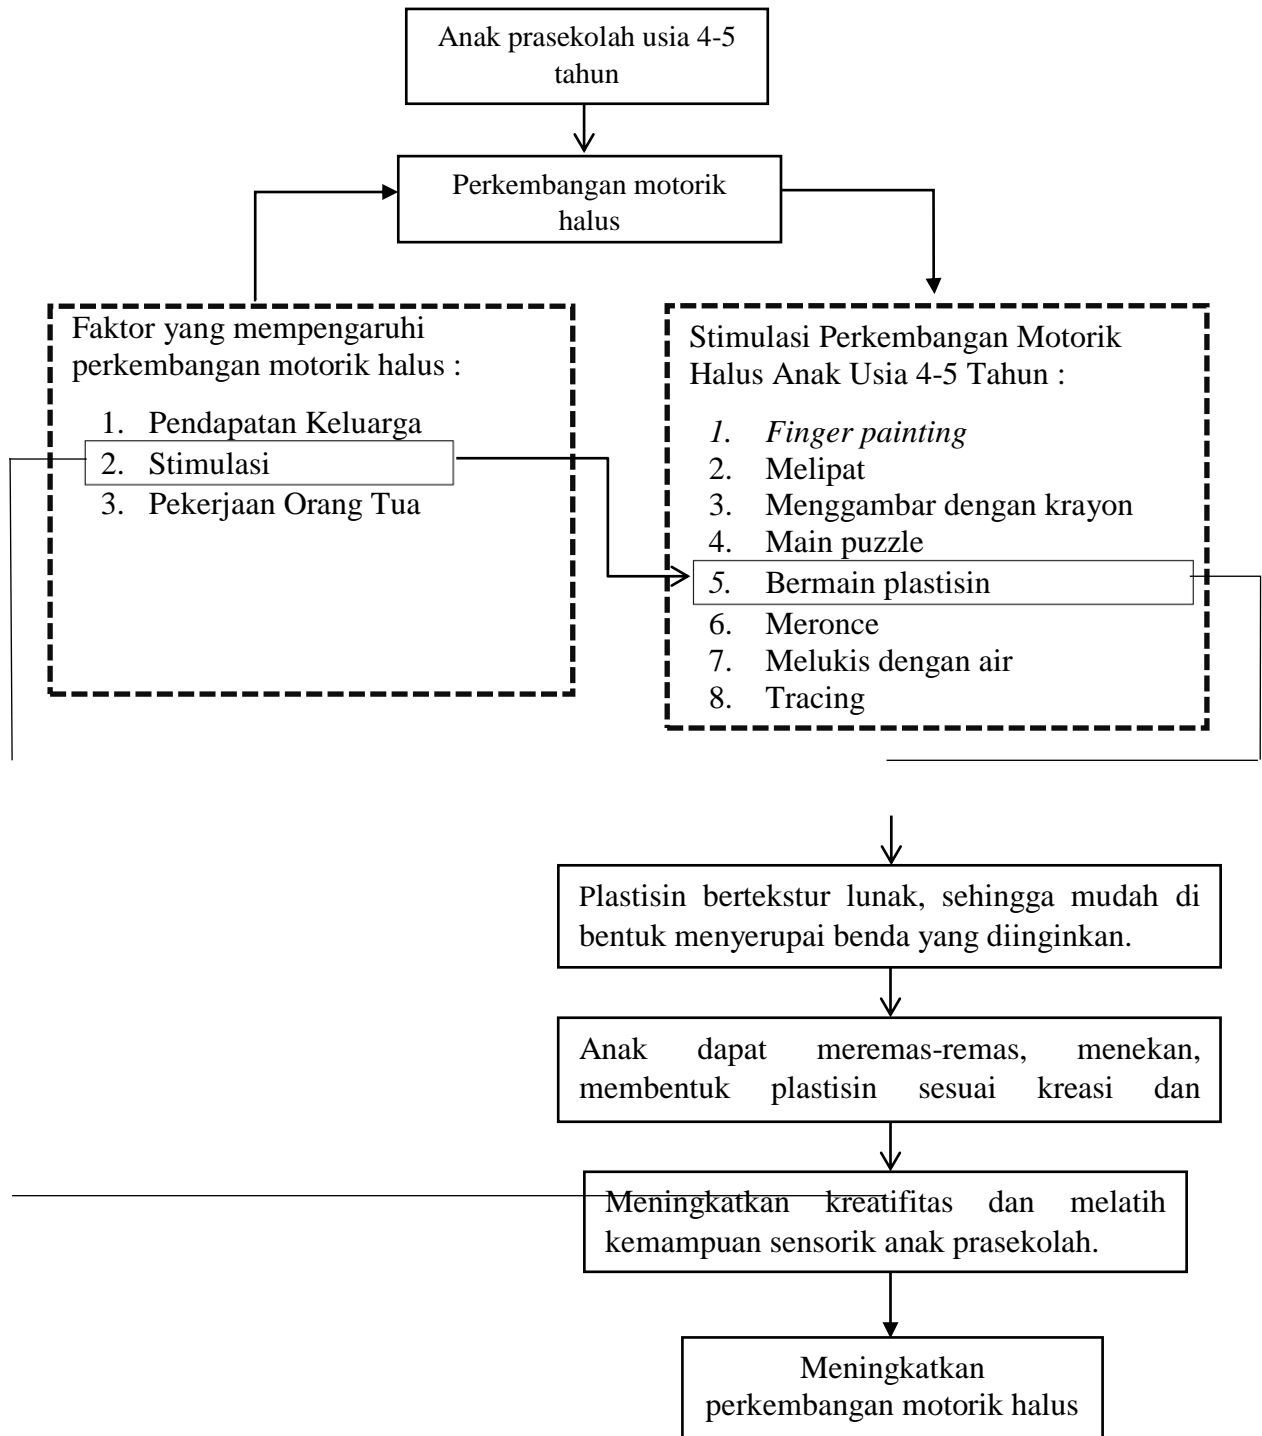 Anak prasekolah usia 4-5
tahun
Perkembangan motorik
halus
Faktor yang mempengaruhi
perkembangan motorik halus :
1. Pendapatan Keluarga
2. Stimulasi
3. Pekerjaan Orang Tua
Stimulasi Perkembangan Motorik
Halus Anak Usia 4-5 Tahun :
1. Finger painting
2. Melipat
3. Menggambar dengan krayon
4. Main puzzle
5. Bermain plastisin
6. Meronce
7. Melukis dengan air
8. Tracing
Plastisin bertekstur lunak, sehingga mudah di
bentuk menyerupai benda yang diinginkan.
Anak dapat meremas-remas, menekan,
membentuk plastisin sesuai kreasi dan
Meningkatkan kreatifitas dan melatih
kemampuan sensorik anak prasekolah.
Meningkatkan
perkembangan motorik halus